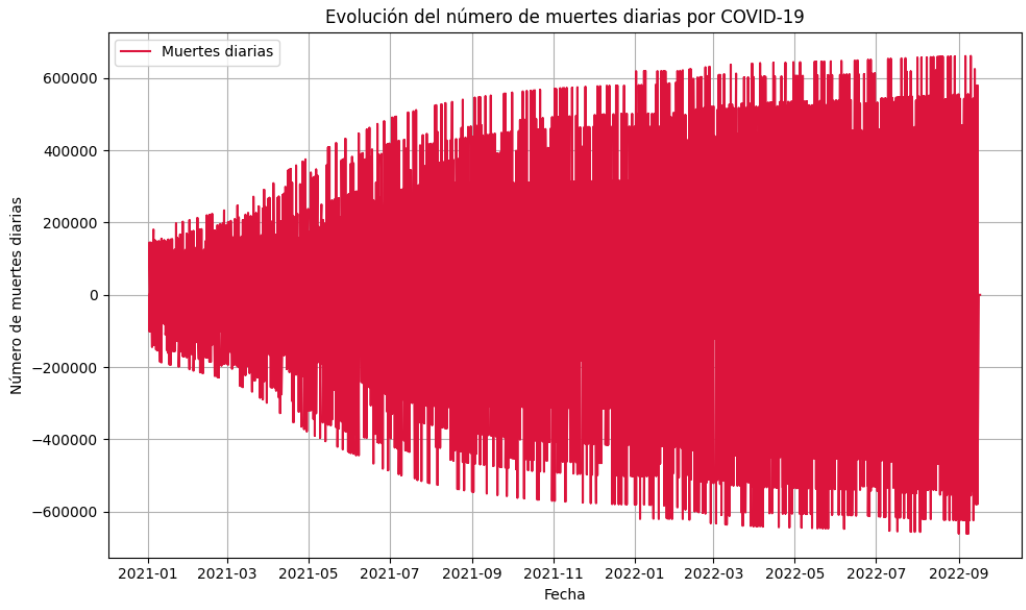 Evolución del número de muertes diarias por COVID-19
Muertes diarias
Número de muertes diarias
600000
400000
200000
0
−200000
−400000
−600000
2021-01 2021-03 2021-05 2021-07 2021-09 2021-11 2022-01 2022-03 2022-05 2022-07 2022-09
Fecha